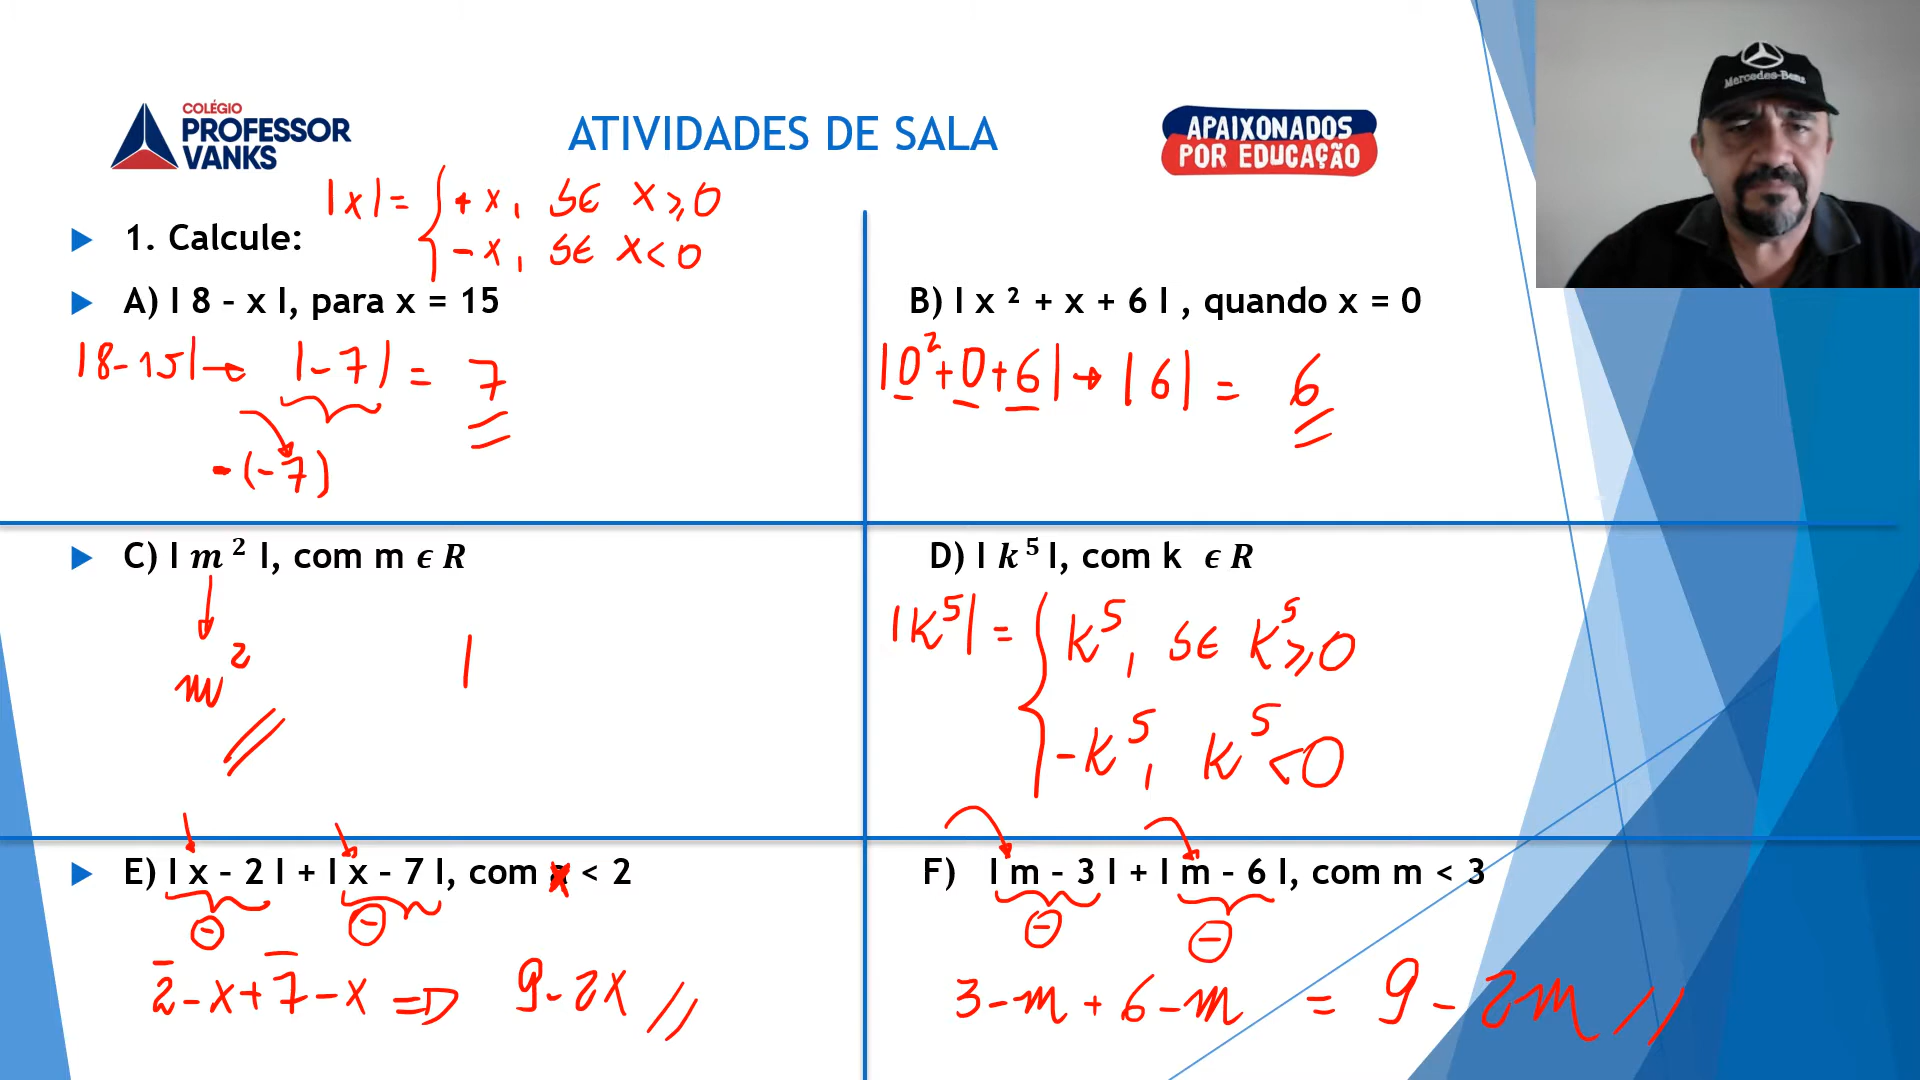 COLÉGIO
PROFESSOR
VANKS
ATIVIDADES DE SALA
APAIXONADOS
POR EDUCAÇÃO
Mercedes-Benz
|x| = { + x, SE x ≥ 0
- x, SE x < 0
1. Calcule:
A) | 8 – x |, para x = 15
|8 - 15| → |-7| = 7
-(-7)
B) | x ² + x + 6 | , quando x = 0
|0² + 0 + 6| → |6| = 6
C) | m ² |, com m ϵ R
m²
|
D) | k ⁵ |, com k ϵ R
|k⁵| = { k⁵, SE k⁵ ≥ 0
-k⁵, k⁵ < 0
E) | x – 2 | + | x – 7 |, com x < 2
- -
2 - x + 7 - x ⇒ 9 - 2x //
F) | m – 3 | + | m – 6 |, com m < 3
- -
3 - m + 6 - m = 9 - 2m //